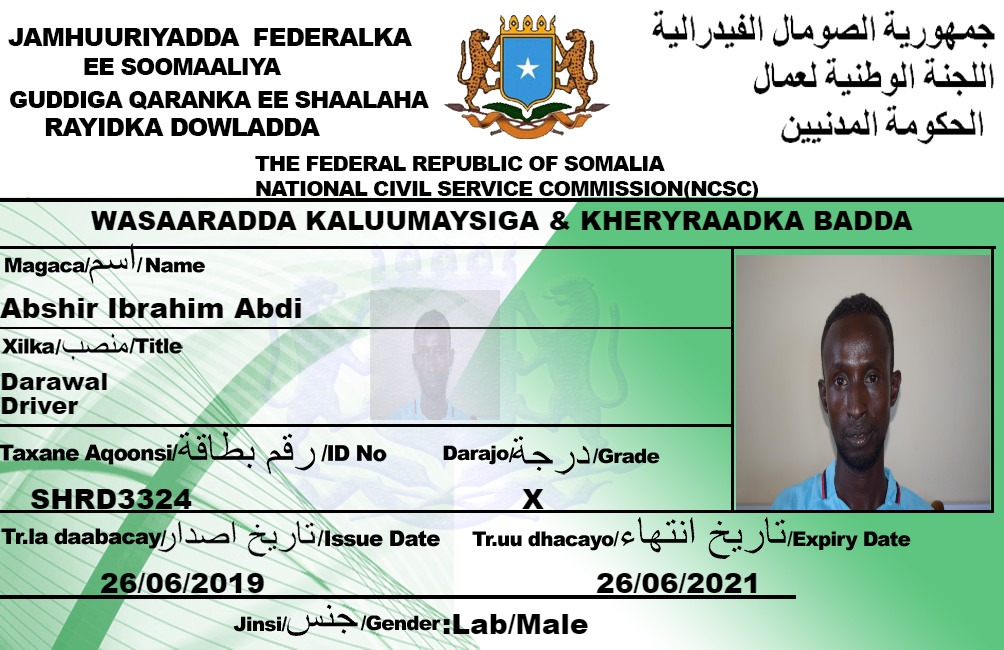 JAMHUURIYADDA FEDERALKA
EE SOOMAALIYA
GUDDIGA QARANKA EE SHAALAHA
RAYIDKA DOWLADDA
جمهورية الصومال الفيدرالية
اللجنة الوطنية لعمال
الحكومة المدنيين
THE FEDERAL REPUBLIC OF SOMALIA
NATIONAL CIVIL SERVICE COMMISSION(NCSC)
WASAARADDA KALUUMAYSIGA & KHERYRAADKA BADDA
Magaca/اسم/Name
Abshir Ibrahim Abdi
Xilka/منصب/Title
Darawal
Driver
Taxane Aqoonsi/رقم بطاقة/ID No
SHRD3324
Darajo/درجة/Grade
X
Tr.la daabacay/تاريخ اصدار/Issue Date
26/06/2019
Tr.uu dhacayo/تاريخ انتهاء/Expiry Date
26/06/2021
Jinsi/جنس/Gender:Lab/Male